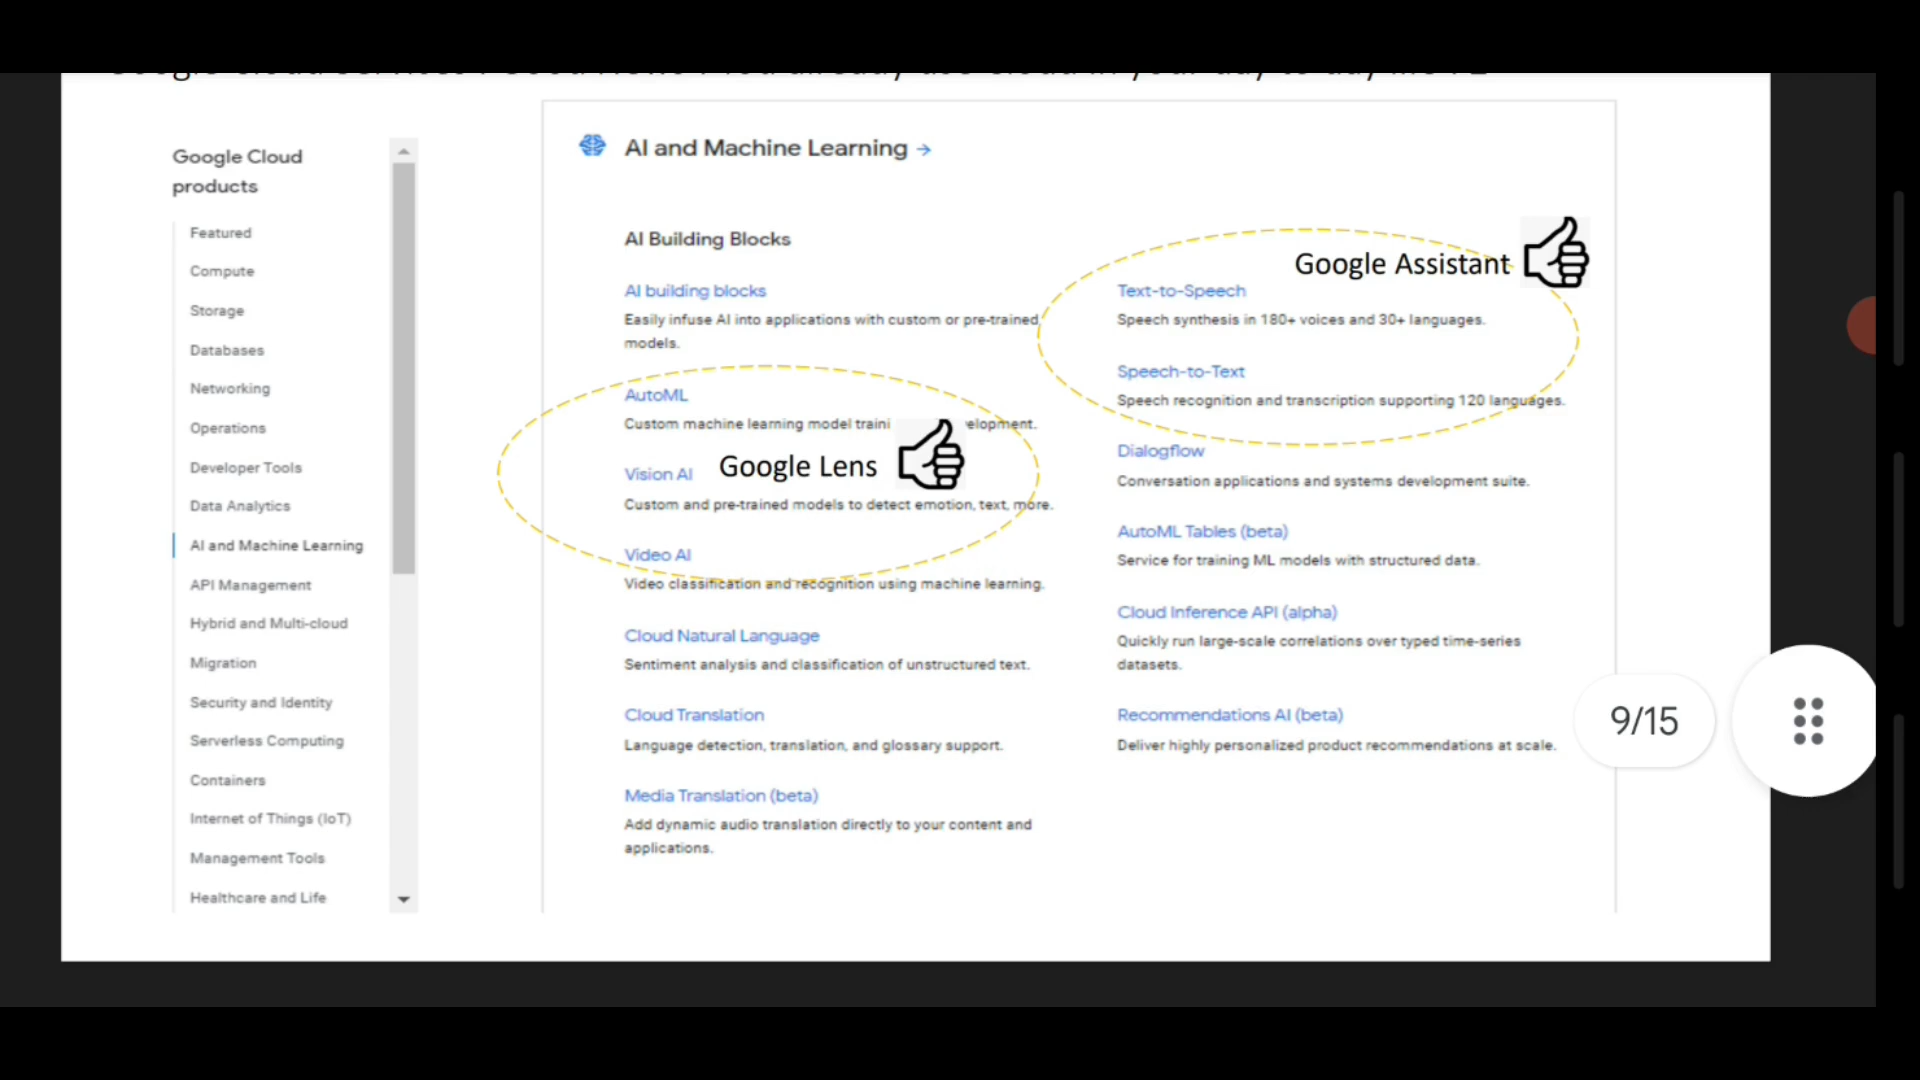 Google Cloud
products
Featured
Compute
Storage
Databases
Networking
Operations
Developer Tools
Data Analytics
AI and Machine Learning
API Management
Hybrid and Multi-cloud
Migration
Security and Identity
Serverless Computing
Containers
Internet of Things (IoT)
Management Tools
Healthcare and Life
AI and Machine Learning →
AI Building Blocks
AI building blocks
Easily infuse AI into applications with custom or pre-trained
models.
AutoML
Custom machine learning model traini velopment.
Vision AI Google Lens
Custom and pre-trained models to detect emotion, text, more.
Video AI
Video classification and recognition using machine learning.
Cloud Natural Language
Sentiment analysis and classification of unstructured text.
Cloud Translation
Language detection, translation, and glossary support.
Media Translation (beta)
Add dynamic audio translation directly to your content and
applications.
Google Assistant
Text-to-Speech
Speech synthesis in 180+ voices and 30+ languages.
Speech-to-Text
Speech recognition and transcription supporting 120 languages.
Dialogflow
Conversation applications and systems development suite.
AutoML Tables (beta)
Service for training ML models with structured data.
Cloud Inference API (alpha)
Quickly run large-scale correlations over typed time-series
datasets.
Recommendations AI (beta)
Deliver highly personalized product recommendations at scale.
9/15